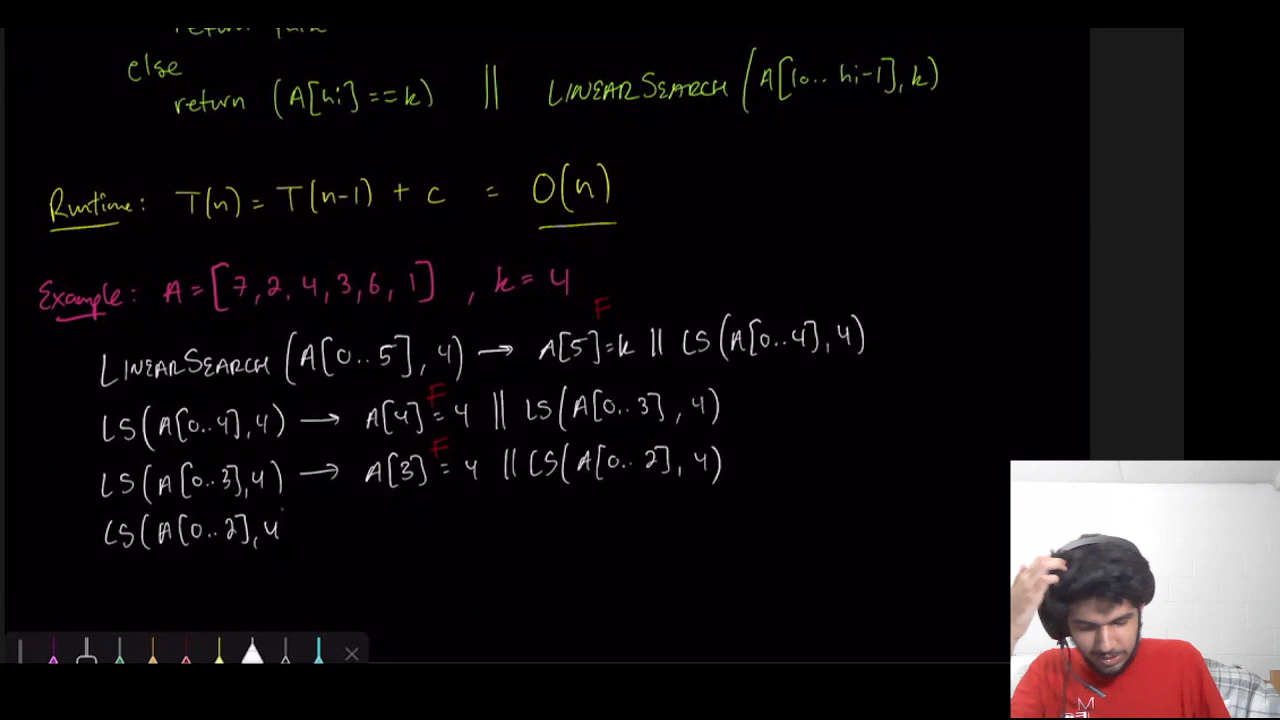 else
return (A[hi] == k) || LINEARSEARCH (A[lo.. hi-1], k)
Runtime: T(n) = T(n-1) + c = O(n)
Example: A = [7, 2, 4, 3, 6, 1] , k = 4
F
LINEARSEARCH (A[0..5], 4) → A[5]=k || LS(A[0..4], 4)
F
LS(A[0..4], 4) → A[4] = 4 || LS(A[0..3], 4)
F
LS(A[0..3], 4) → A[3] = 4 || LS(A[0..2], 4)
LS(A[0..2], 4
M